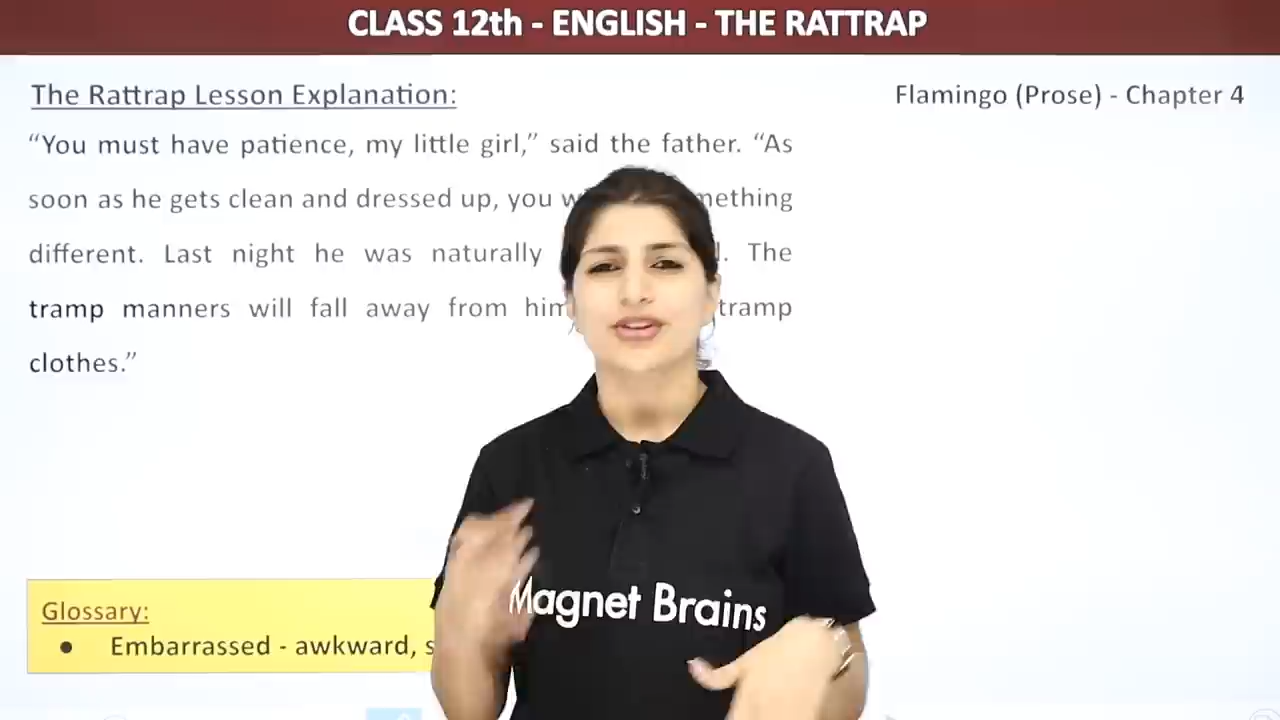 CLASS 12th - ENGLISH - THE RATTRAP
The Rattrap Lesson Explanation:
Flamingo (Prose) - Chapter 4
“You must have patience, my little girl,” said the father. “As
soon as he gets clean and dressed up, you
different. Last night he was naturally The
tramp manners will fall away from him tramp
clothes.”
Magnet Brains
Glossary:
● Embarrassed - awkward,